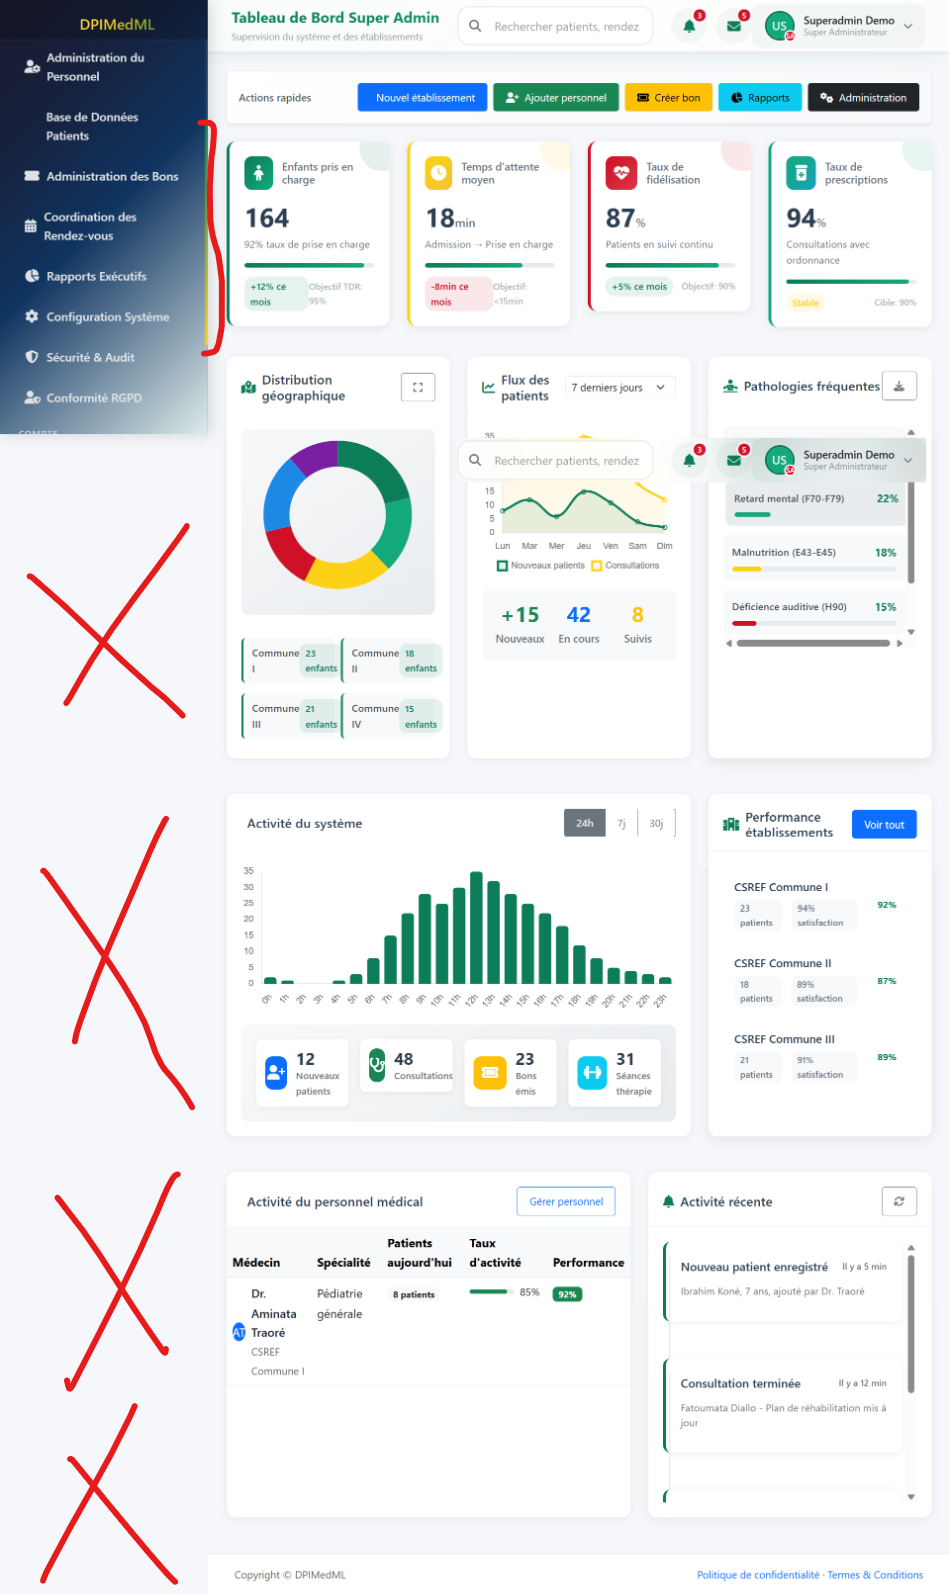 DPIMedML
Administration du
Personnel
Base de Données
Patients
Administration des Bons
Coordination des
Rendez-vous
Rapports Exécutifs
Configuration Système
Sécurité & Audit
Conformité RGPD
COMPTE
Tableau de Bord Super Admin
Supervision du système et des établissements
Rechercher patients, rendez
3
5
US
SA
Superadmin Demo
Super Administrateur
Actions rapides
Nouvel établissement
Ajouter personnel
Créer bon
Rapports
Administration
Enfants pris en
charge
164
92% taux de prise en charge
+12% ce
mois
Objectif TDR:
95%
Temps d'attente
moyen
18min
Admission → Prise en charge
-8min ce
mois
Objectif:
<15min
Taux de
fidélisation
87%
Patients en suivi continu
+5% ce mois
Objectif: 90%
Taux de
prescriptions
94%
Consultations avec
ordonnance
Stable
Cible: 90%
Distribution
géographique
Commune
I
23
enfants
Commune
II
18
enfants
Commune
III
21
enfants
Commune
IV
15
enfants
Flux des
patients
7 derniers jours
35
Rechercher patients, rendez
3
5
US
SA
Superadmin Demo
Super Administrateur
15
10
5
0
Lun Mar Mer Jeu Ven Sam Dim
Nouveaux patients Consultations
+15
Nouveaux
42
En cours
8
Suivis
Pathologies fréquentes
Retard mental (F70-F79) 22%
Malnutrition (E43-E45) 18%
Déficience auditive (H90) 15%
Activité du système
24h 7j 30j
35
30
25
20
15
10
5
0
0h 1h 2h 3h 4h 5h 6h 7h 8h 9h 10h 11h 12h 13h 14h 15h 16h 17h 18h 19h 20h 21h 22h 23h
12
Nouveaux
patients
48
Consultations
23
Bons
émis
31
Séances
thérapie
Performance
établissements
Voir tout
CSREF Commune I
23
patients
94%
satisfaction
92%
CSREF Commune II
18
patients
89%
satisfaction
87%
CSREF Commune III
21
patients
91%
satisfaction
89%
Activité du personnel médical
Gérer personnel
Médecin
Spécialité
Patients
aujourd'hui
Taux
d'activité
Performance
AT
Dr.
Aminata
Traoré
CSREF
Commune I
Pédiatrie
générale
8 patients
85%
92%
Activité récente
Nouveau patient enregistré
Il y a 5 min
Ibrahim Koné, 7 ans, ajouté par Dr. Traoré
Consultation terminée
Il y a 12 min
Fatoumata Diallo - Plan de réhabilitation mis à
jour
Copyright © DPIMedML
Politique de confidentialité · Termes & Conditions